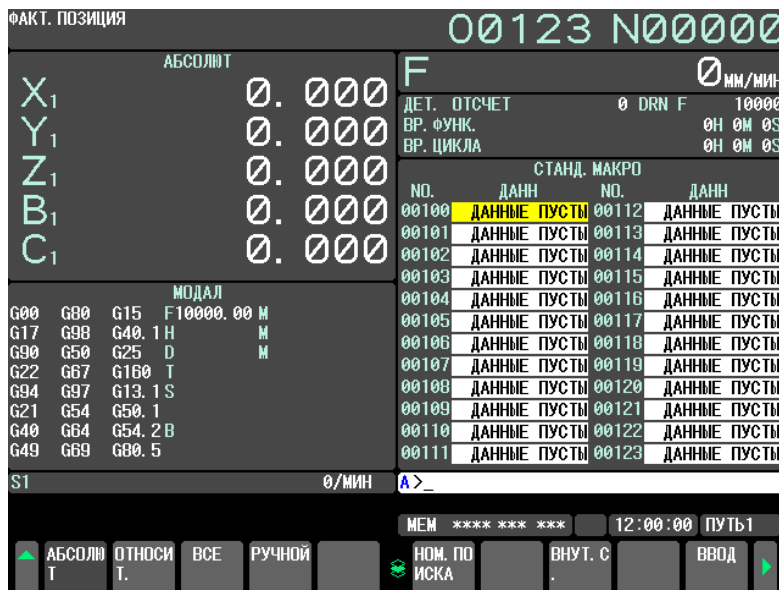 ФАКТ. ПОЗИЦИЯ
O0123 N00000
АБСОЛЮТ
X1 0.000
Y1 0.000
Z1 0.000
B1 0.000
C1 0.000
F 0 ММ/МИН
ДЕТ. ОТСЧЕТ 0 DRN F 10000
ВР. ФУНК. 0H 0M 0S
ВР. ЦИКЛА 0H 0M 0S
МОДАЛ
G00 G80 G15 F10000.00 M
G17 G98 G40.1 H M
G90 G50 G25 D M
G22 G67 G160 T
G94 G97 G13.1 S
G21 G54 G50.1
G40 G64 G54.2 B
G49 G69 G80.5
СТАНД. МАКРО
NO. ДАНН NO. ДАНН
00100 ДАННЫЕ ПУСТЫ 00112 ДАННЫЕ ПУСТЫ
00101 ДАННЫЕ ПУСТЫ 00113 ДАННЫЕ ПУСТЫ
00102 ДАННЫЕ ПУСТЫ 00114 ДАННЫЕ ПУСТЫ
00103 ДАННЫЕ ПУСТЫ 00115 ДАННЫЕ ПУСТЫ
00104 ДАННЫЕ ПУСТЫ 00116 ДАННЫЕ ПУСТЫ
00105 ДАННЫЕ ПУСТЫ 00117 ДАННЫЕ ПУСТЫ
00106 ДАННЫЕ ПУСТЫ 00118 ДАННЫЕ ПУСТЫ
00107 ДАННЫЕ ПУСТЫ 00119 ДАННЫЕ ПУСТЫ
00108 ДАННЫЕ ПУСТЫ 00120 ДАННЫЕ ПУСТЫ
00109 ДАННЫЕ ПУСТЫ 00121 ДАННЫЕ ПУСТЫ
00110 ДАННЫЕ ПУСТЫ 00122 ДАННЫЕ ПУСТЫ
00111 ДАННЫЕ ПУСТЫ 00123 ДАННЫЕ ПУСТЫ
S1 0/МИН
A >_
MEM **** *** *** 12:00:00 ПУТЬ1
АБСОЛЮ
Т
ОТНОСИ
Т.
ВСЕ
РУЧНОЙ
НОМ. ПО
ИСКА
ВНУТ. С
.
ВВОД